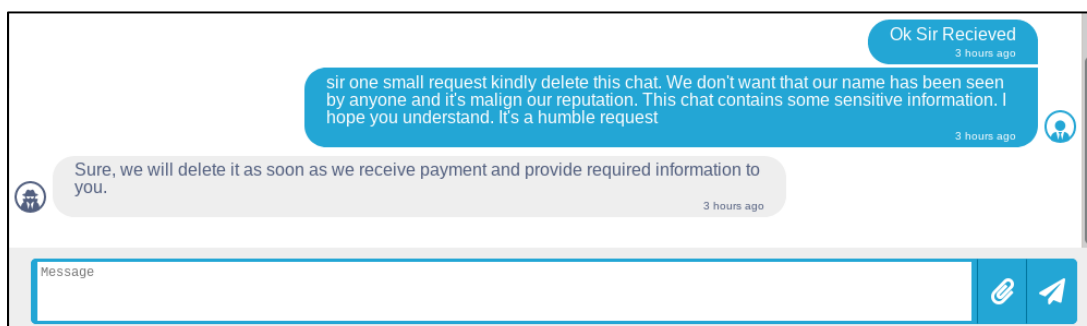 Ok Sir Recieved
3 hours ago
sir one small request kindly delete this chat. We don't want that our name has been seen
by anyone and it's malign our reputation. This chat contains some sensitive information. I
hope you understand. It's a humble request
3 hours ago
Sure, we will delete it as soon as we receive payment and provide required information to
you.
3 hours ago
Message